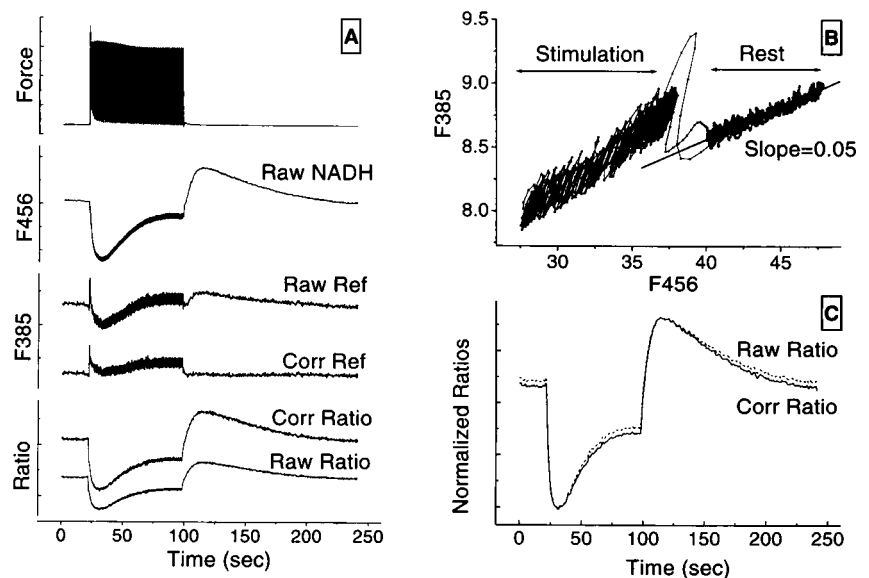 A
Force
Raw NADH
F456
Raw Ref
F385
Corr Ref
Corr Ratio
Raw Ratio
Ratio
0 50 100 150 200 250
Time (sec)
B
9.5
9.0
8.5
8.0
F385
Stimulation
Rest
Slope=0.05
30 35 40 45
F456
C
Normalized Ratios
Raw Ratio
Corr Ratio
0 50 100 150 200 250
Time (sec)